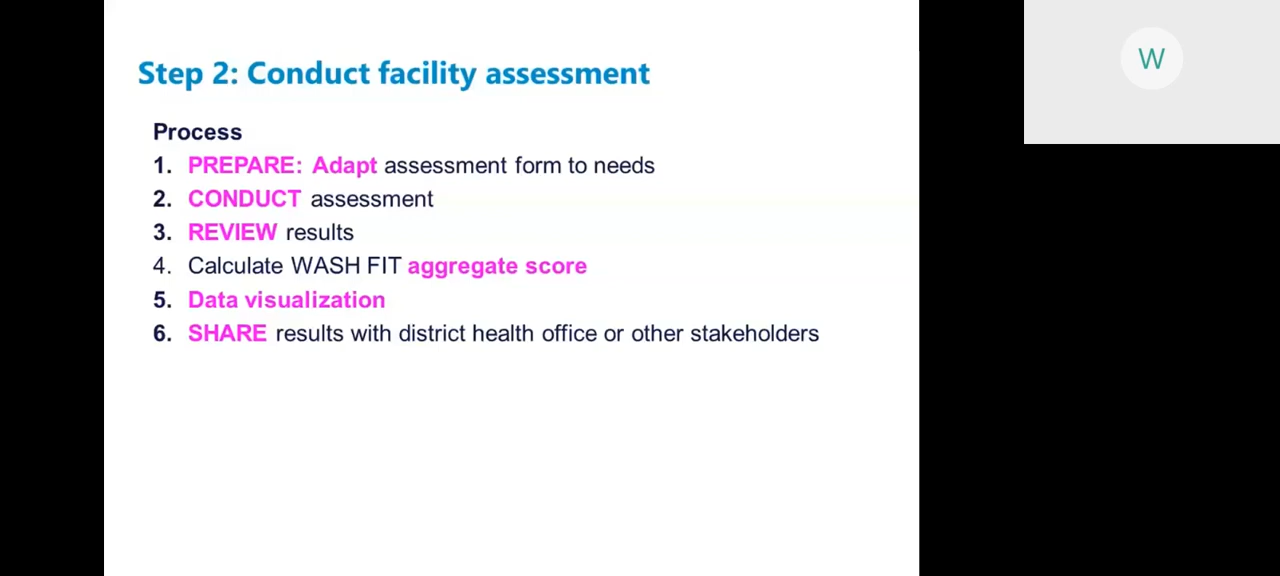 Step 2: Conduct facility assessment
W
Process
1. PREPARE: Adapt assessment form to needs
2. CONDUCT assessment
3. REVIEW results
4. Calculate WASH FIT aggregate score
5. Data visualization
6. SHARE results with district health office or other stakeholders